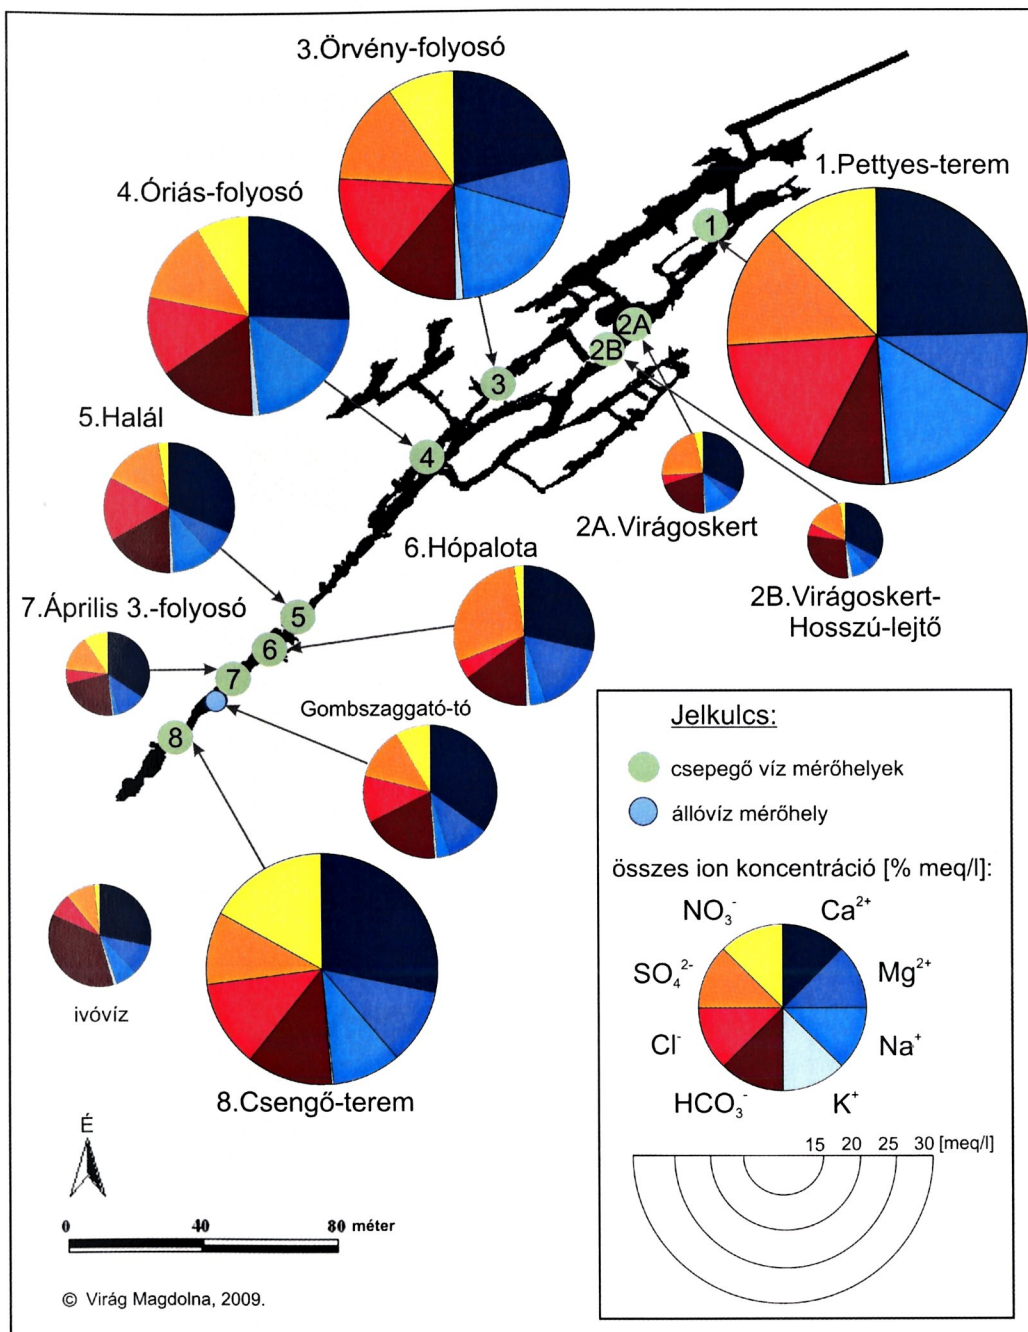 3.Örvény-folyosó
4.Óriás-folyosó
1.Pettyes-terem
1
2A
2B
3
5.Halál
4
2A.Virágoskert
6.Hópalota
2B.Virágoskert-
Hosszú-lejtő
7.Április 3.-folyosó
5
6
7
Gombszaggató-tó
8
ivóvíz
8.Csengő-terem
É
0 40 80 méter
© Virág Magdolna, 2009.
Jelkulcs:
csepegő víz mérőhelyek
állóvíz mérőhely
összes ion koncentráció [% meq/l]:
NO₃⁻ Ca²⁺
SO₄²⁻ Mg²⁺
Cl⁻ Na⁺
HCO₃⁻ K⁺
15 20 25 30 [meq/l]